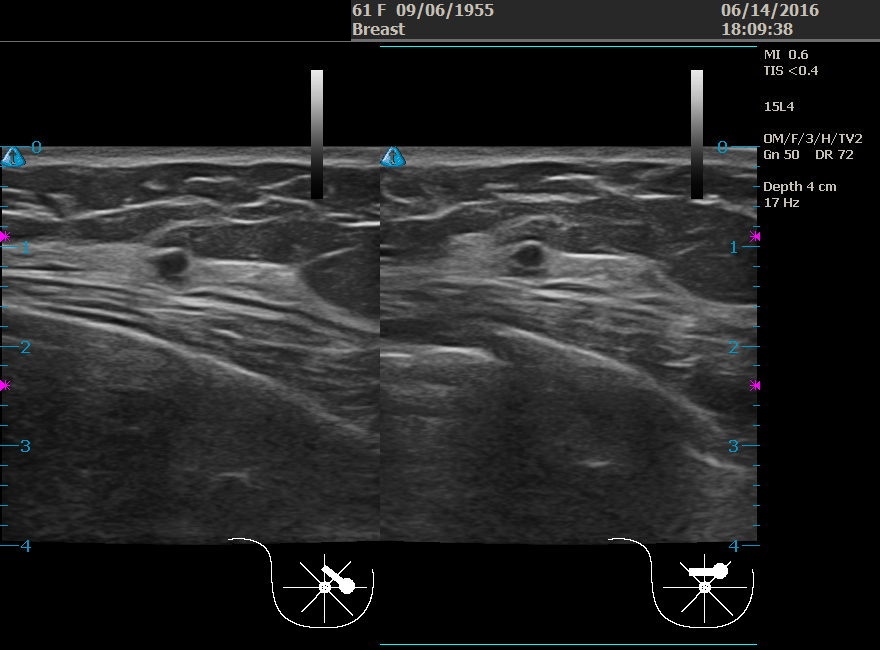 61 F 09/06/1955 06/14/2016
Breast 18:09:38
MI 0.6
TIS <0.4
15L4
OM/F/3/H/TV2
Gn 50 DR 72
Depth 4 cm
17 Hz
0 0
1 1
2 2
3 3
4 4